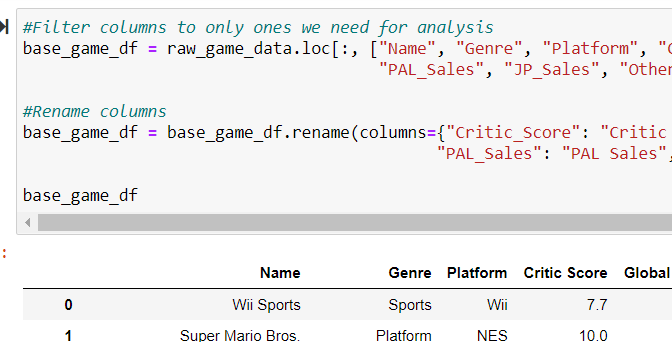 #Filter columns to only ones we need for analysis
base_game_df = raw_game_data.loc[:, ["Name", "Genre", "Platform", "
"PAL_Sales", "JP_Sales", "Other
#Rename columns
base_game_df = base_game_df.rename(columns={"Critic_Score": "Critic
"PAL_Sales": "PAL Sales",
base_game_df
:
Name Genre Platform Critic Score Global
0 Wii Sports Sports Wii 7.7
1 Super Mario Bros. Platform NES 10.0